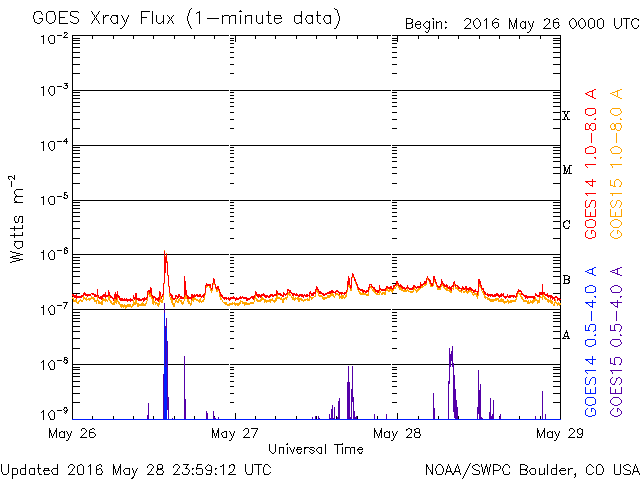 GOES Xray Flux (1-minute data)
Begin: 2016 May 26 0000 UTC
10⁻²
10⁻³
10⁻⁴
10⁻⁵
10⁻⁶
10⁻⁷
10⁻⁸
10⁻⁹
Watts m⁻²
X
M
C
B
A
GOES14 1.0-8.0 A
GOES15 1.0-8.0 A
GOES14 0.5-4.0 A
GOES15 0.5-4.0 A
May 26
May 27
May 28
May 29
Universal Time
Updated 2016 May 28 23:59:12 UTC
NOAA/SWPC Boulder, CO USA